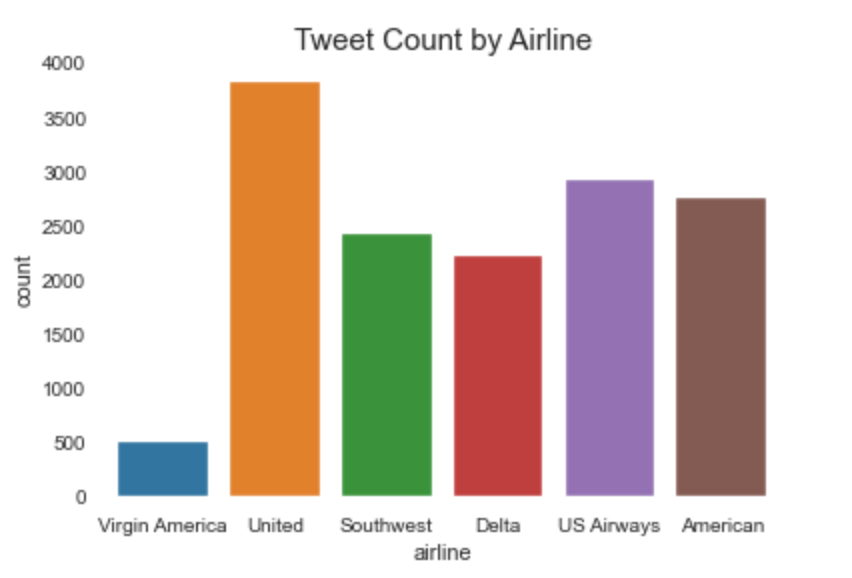 Tweet Count by Airline
4000
3500
3000
2500
2000
1500
1000
500
0
count
Virgin America United Southwest Delta US Airways American
airline